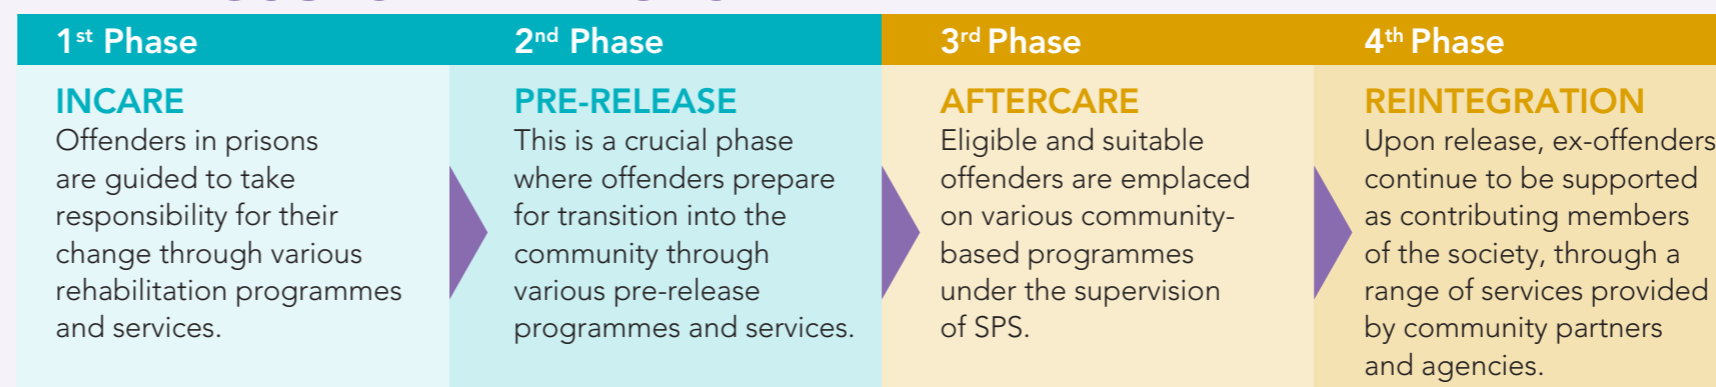 1st Phase
INCARE
Offenders in prisons
are guided to take
responsibility for their
change through various
rehabilitation programmes
and services.
2nd Phase
PRE-RELEASE
This is a crucial phase
where offenders prepare
for transition into the
community through
various pre-release
programmes and services.
3rd Phase
AFTERCARE
Eligible and suitable
offenders are emplaced
on various community-
based programmes
under the supervision
of SPS.
4th Phase
REINTEGRATION
Upon release, ex-offenders
continue to be supported
as contributing members
of the society, through a
range of services provided
by community partners
and agencies.